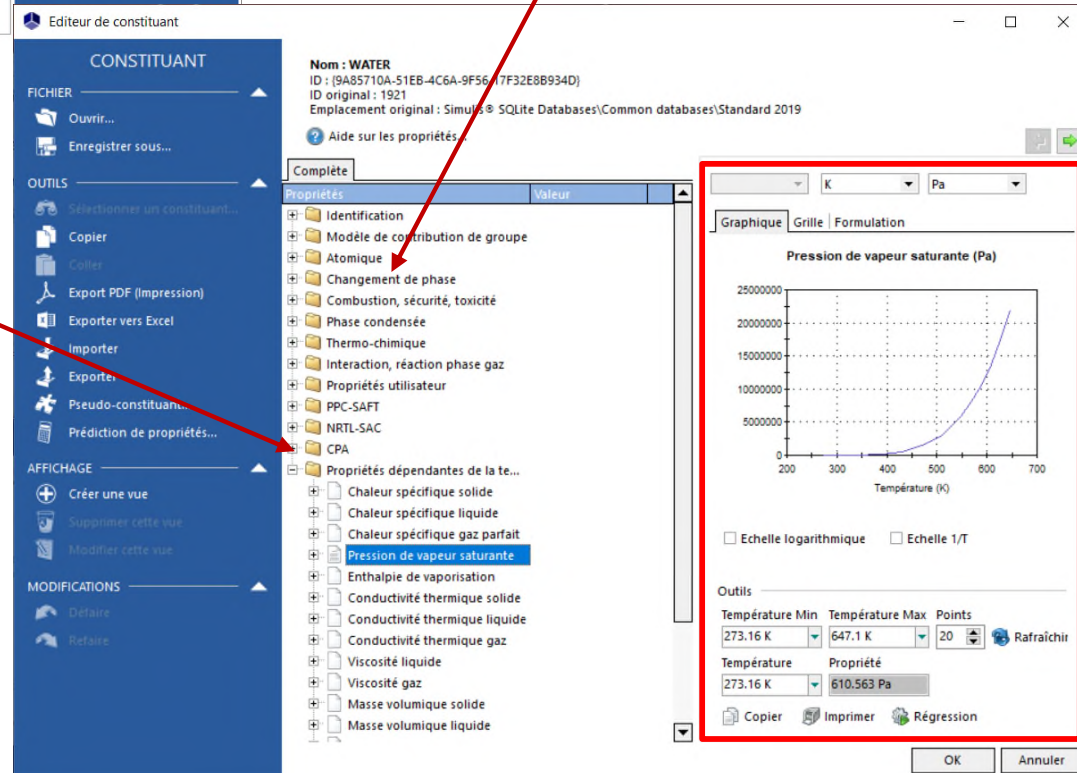 Editeur de constituant
CONSTITUANT
FICHIER
Ouvrir...
Enregistrer sous...
OUTILS
Sélectionner un constituant...
Copier
Coller
Export PDF (Impression)
Exporter vers Excel
Importer
Exporter
Pseudo-constituant...
Prédiction de propriétés...
AFFICHAGE
Créer une vue
Supprimer cette vue
Modifier cette vue
MODIFICATIONS
Défaire
Refaire
Nom : WATER
ID : {9A85710A-51EB-4C6A-9F56-17F32E8B934D}
ID original : 1921
Emplacement original : Simulis® SQLite Databases\Common databases\Standard 2019
Aide sur les propriétés...
Complète
Propriétés Valeur
Identification
Modèle de contribution de groupe
Atomique
Changement de phase
Combustion, sécurité, toxicité
Phase condensée
Thermo-chimique
Interaction, réaction phase gaz
Propriétés utilisateur
PPC-SAFT
NRTL-SAC
CPA
Propriétés dépendantes de la te...
Chaleur spécifique solide
Chaleur spécifique liquide
Chaleur spécifique gaz parfait
Pression de vapeur saturante
Enthalpie de vaporisation
Conductivité thermique solide
Conductivité thermique liquide
Conductivité thermique gaz
Viscosité liquide
Viscosité gaz
Masse volumique solide
Masse volumique liquide
K Pa
Graphique Grille Formulation
Pression de vapeur saturante (Pa)
25000000
20000000
15000000
10000000
5000000
0
200 300 400 500 600 700
Température (K)
Echelle logarithmique Echelle 1/T
Outils
Température Min Température Max Points
273.16 K 647.1 K 20 Rafraîchir
Température Propriété
273.16 K 610.563 Pa
Copier Imprimer Régression
OK Annuler